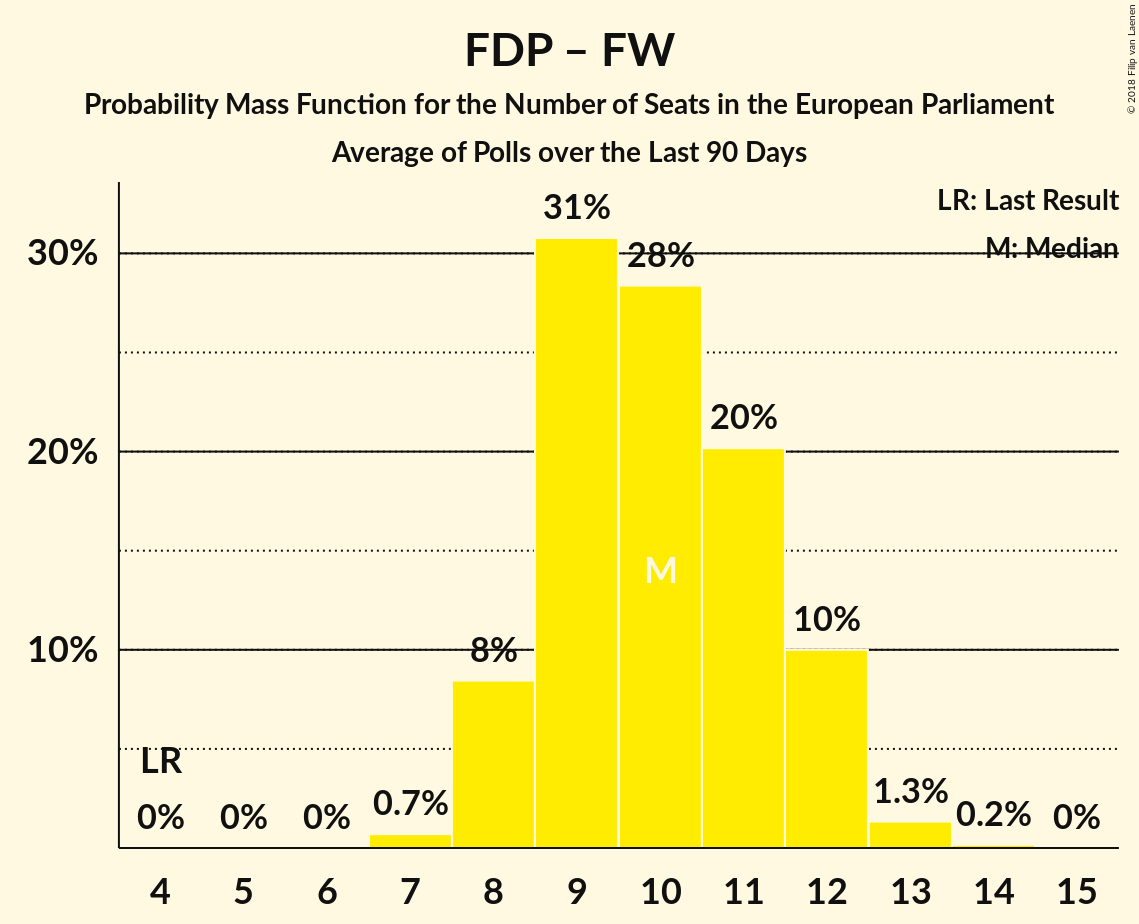 FDP – FW
Probability Mass Function for the Number of Seats in the European Parliament
Average of Polls over the Last 90 Days
© 2018 Filip van Laenen
LR: Last Result
M: Median
30%
20%
10%
LR
0%
0%
0%
0.7%
8%
31%
28%
M
20%
10%
1.3%
0.2%
0%
4 5 6 7 8 9 10 11 12 13 14 15